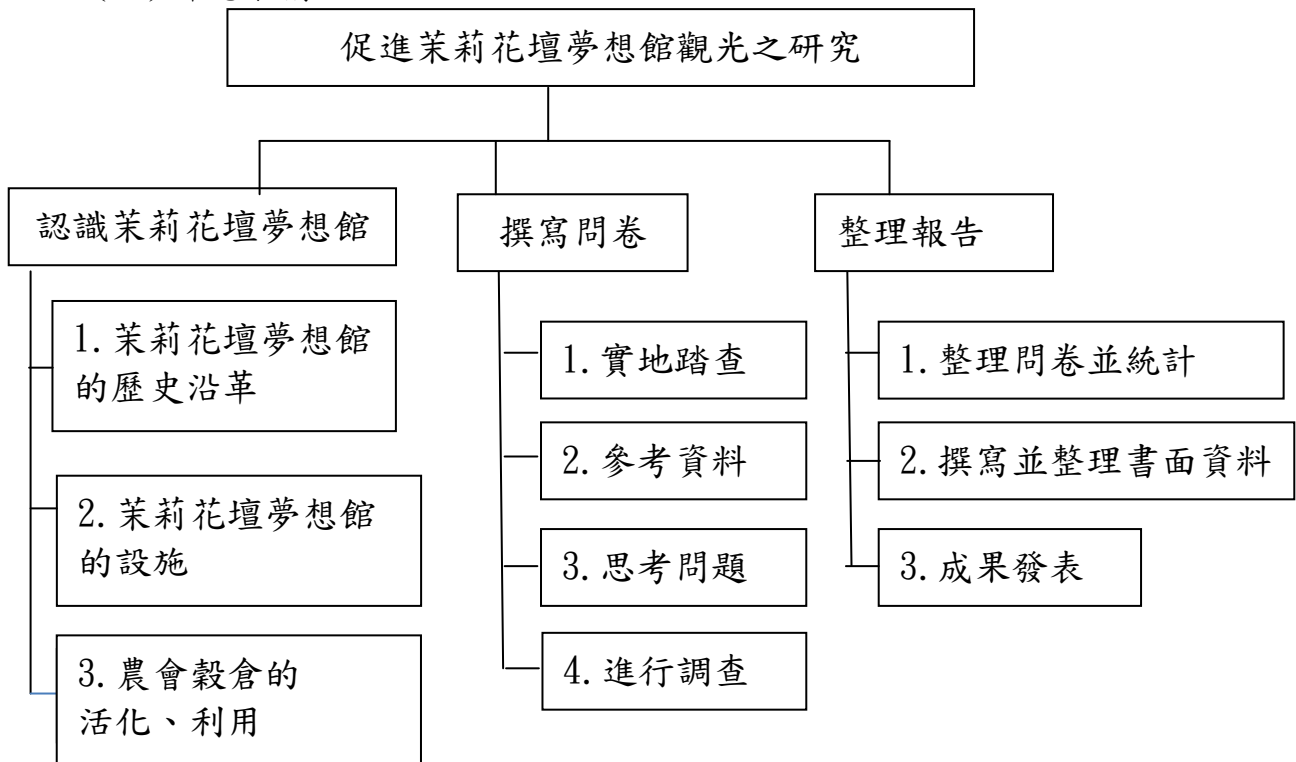 促進茉莉花壇夢想館觀光之研究
認識茉莉花壇夢想館
1.茉莉花壇夢想館
的歷史沿革
2.茉莉花壇夢想館
的設施
3.農會穀倉的
活化、利用
撰寫問卷
1.實地踏查
2.參考資料
3.思考問題
4.進行調查
整理報告
1.整理問卷並統計
2.撰寫並整理書面資料
3.成果發表